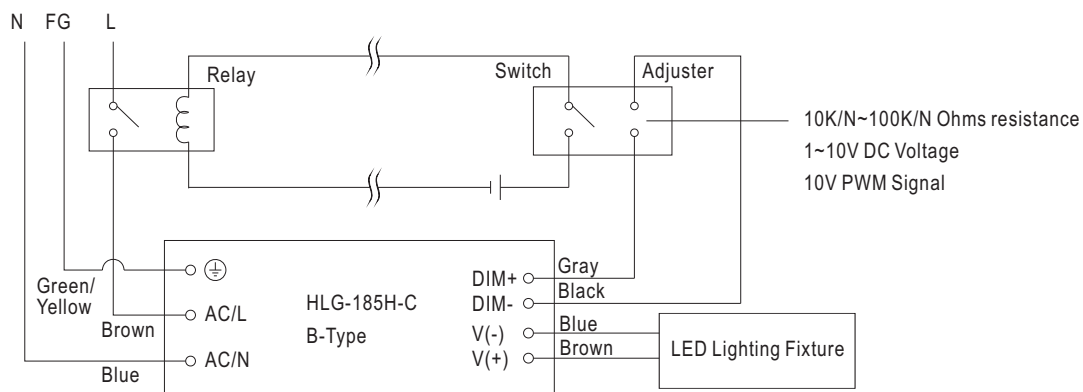 N FG L
Relay
Switch
Adjuster
10K/N~100K/N Ohms resistance
1~10V DC Voltage
10V PWM Signal
Green/
Yellow
Brown
Blue
AC/L
AC/N
HLG-185H-C
B-Type
DIM+
DIM-
V(-)
V(+)
Gray
Black
Blue
Brown
LED Lighting Fixture